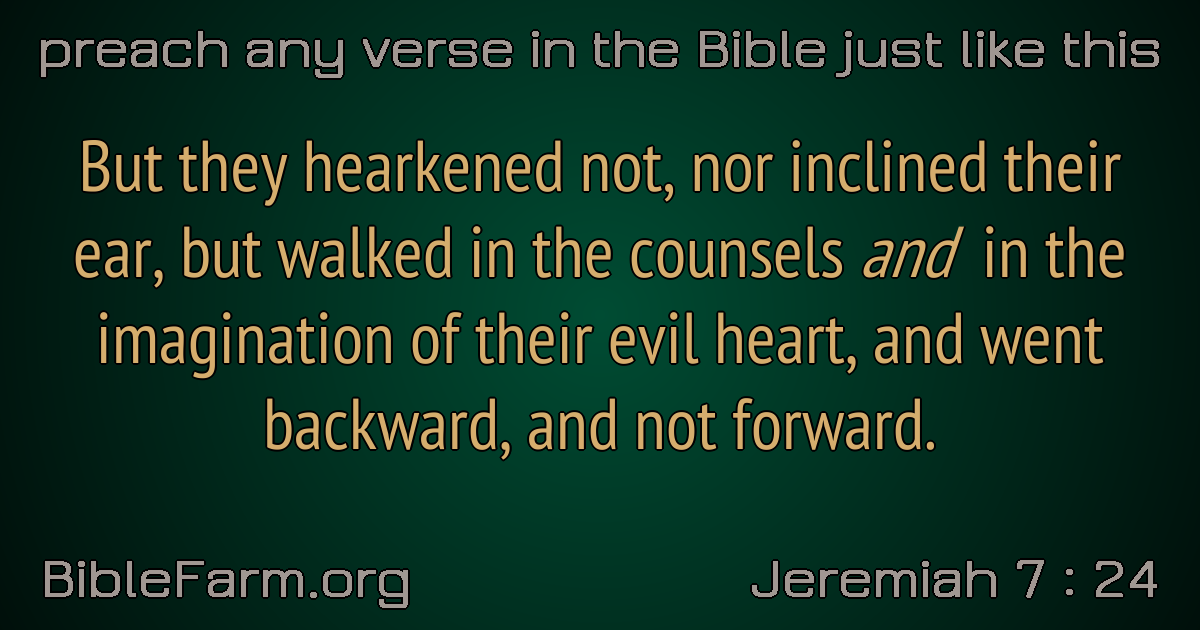 preach any verse in the Bible just like this
But they hearkened not, nor inclined their
ear, but walked in the counsels and in the
imagination of their evil heart, and went
backward, and not forward.
BibleFarm.org
Jeremiah 7 : 24